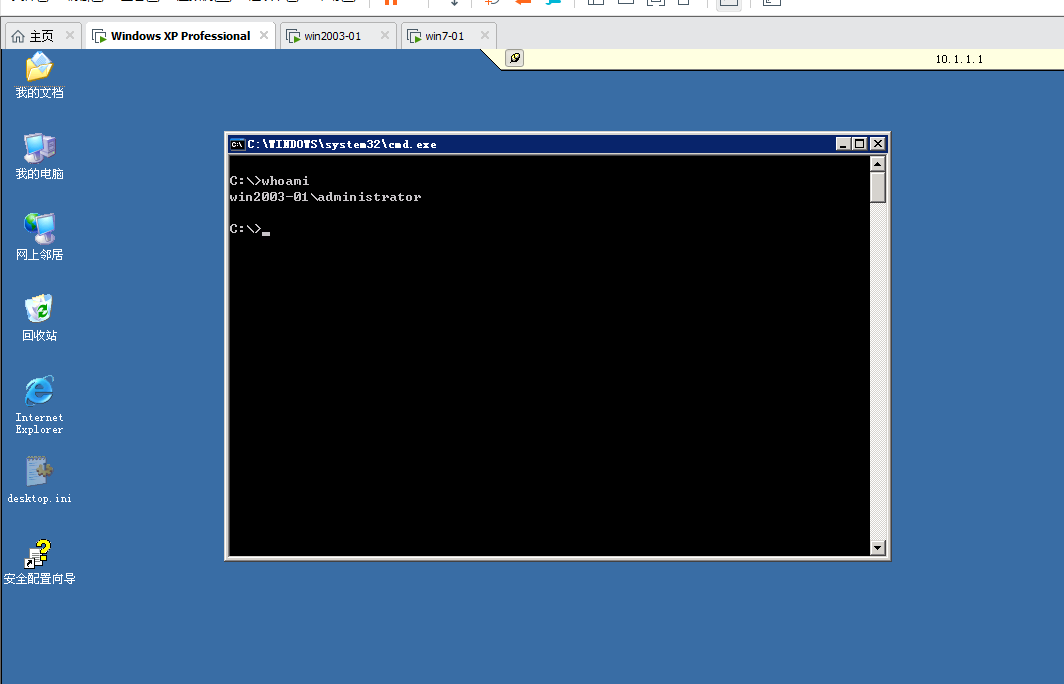 主页
Windows XP Professional
win2003-01
win7-01
10.1.1.1
我的文档
我的电脑
网上邻居
回收站
Internet
Explorer
desktop.ini
安全配置向导
C:\WINDOWS\system32\cmd.exe
C:\>whoami
win2003-01\administrator
C:\>